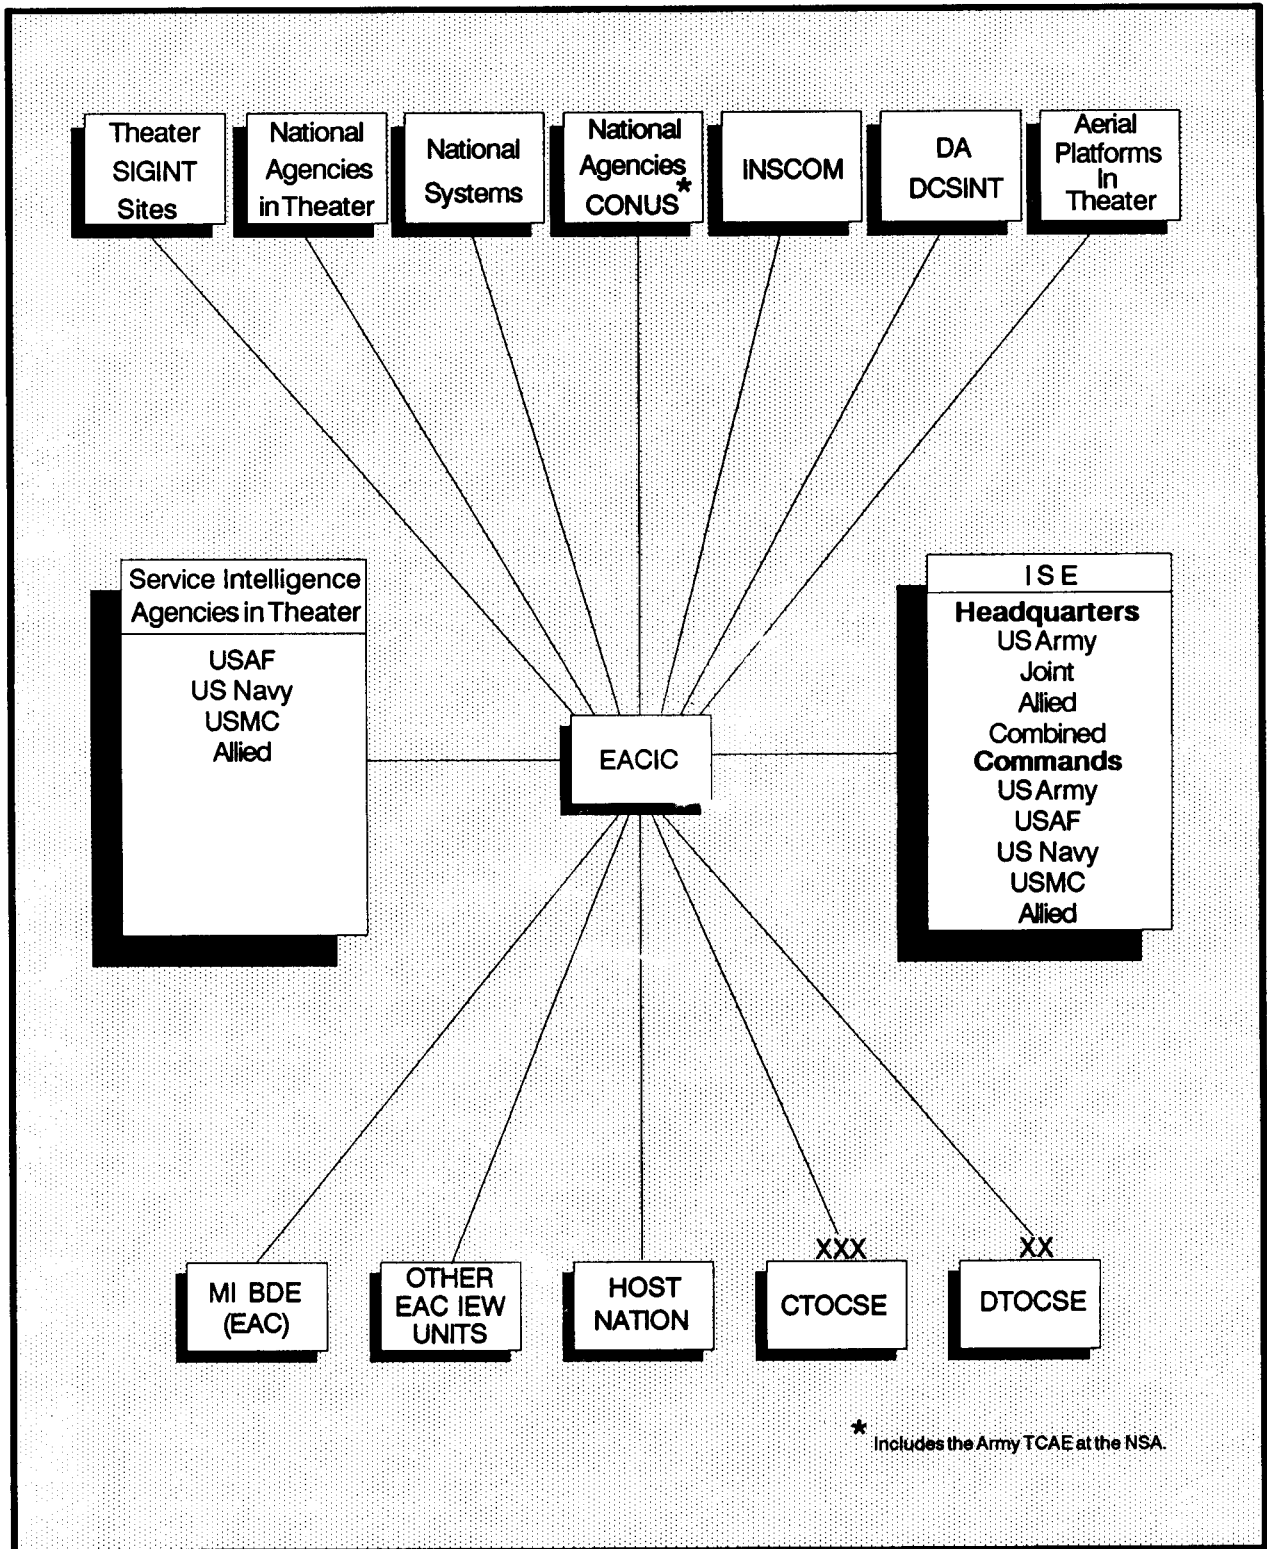 Theater
SIGINT
Sites
National
Agencies
in Theater
National
Systems
National
Agencies
CONUS*
INSCOM
DA
DCSINT
Aerial
Platforms
In
Theater
Service Intelligence
Agencies in Theater
USAF
US Navy
USMC
Allied
EACIC
ISE
Headquarters
US Army
Joint
Allied
Combined
Commands
US Army
USAF
US Navy
USMC
Allied
MI BDE
(EAC)
OTHER
EAC IEW
UNITS
HOST
NATION
XXX
CTOCSE
XX
DTOCSE
* Includes the Army TCAE at the NSA.